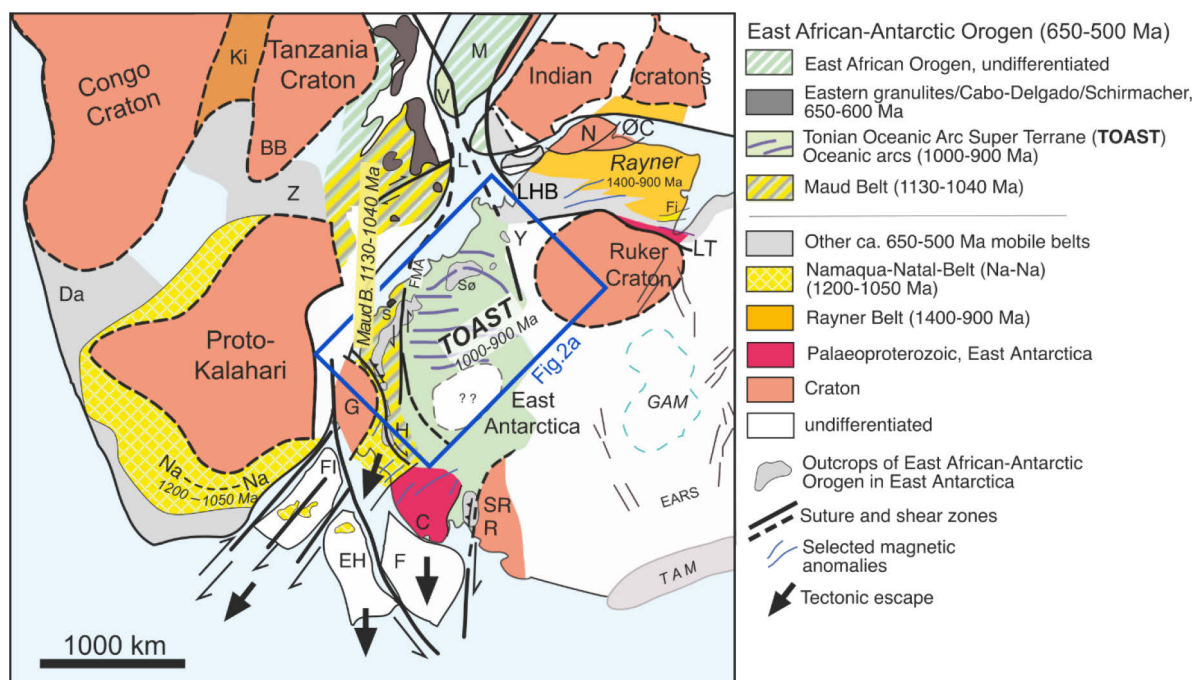 Congo
Craton
Ki
Tanzania
Craton
M
V
Indian
cratons
BB
Z
L
N
ØC
Rayner
1400-900 Ma
Fi
LHB
LT
Ruker
Craton
Maud B. 1130-1040 Ma
FMA
S
Sø
Y
TOAST
1000-900 Ma
Fig.2a
? ?
East
Antarctica
Da
Proto-
Kalahari
G
H
GAM
EARS
TAM
Na
Na
1200–1050 Ma
FI
EH
F
C
SR
R
1000 km
East African-Antarctic Orogen (650-500 Ma)
East African Orogen, undifferentiated
Eastern granulites/Cabo-Delgado/Schirmacher,
650-600 Ma
Tonian Oceanic Arc Super Terrane (TOAST)
Oceanic arcs (1000-900 Ma)
Maud Belt (1130-1040 Ma)
Other ca. 650-500 Ma mobile belts
Namaqua-Natal-Belt (Na-Na)
(1200-1050 Ma)
Rayner Belt (1400-900 Ma)
Palaeoproterozoic, East Antarctica
Craton
undifferentiated
Outcrops of East African-Antarctic
Orogen in East Antarctica
Suture and shear zones
Selected magnetic
anomalies
Tectonic escape